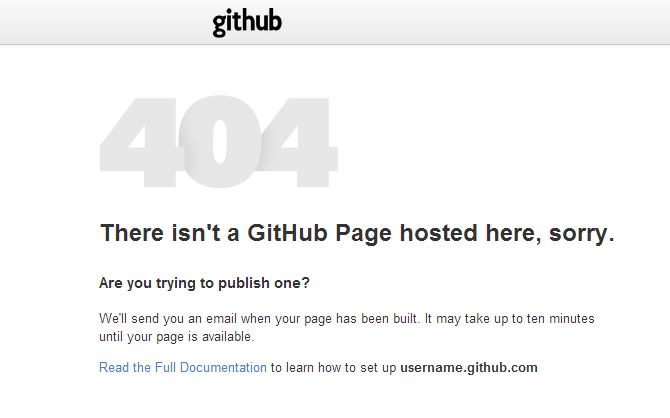 github
404
There isn't a GitHub Page hosted here, sorry.
Are you trying to publish one?
We'll send you an email when your page has been built. It may take up to ten minutes
until your page is available.
Read the Full Documentation to learn how to set up username.github.com